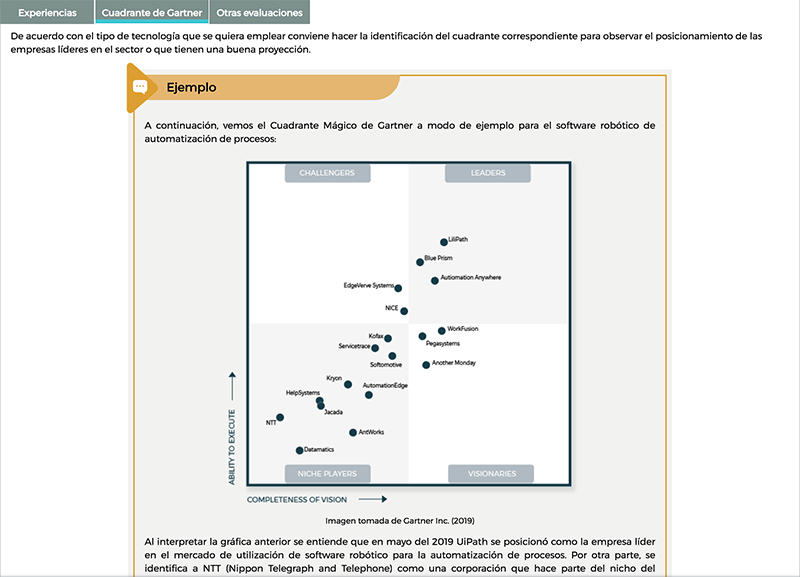 Experiencias
Cuadrante de Gartner
Otras evaluaciones
De acuerdo con el tipo de tecnología que se quiera emplear conviene hacer la identificación del cuadrante correspondiente para observar el posicionamiento de las
empresas líderes en el sector o que tienen una buena proyección.
Ejemplo
A continuación, vemos el Cuadrante Mágico de Gartner a modo de ejemplo para el software robótico de
automatización de procesos:
CHALLENGERS
LEADERS
LiliPath
Blue Prism
Autiomation Anywhere
EdgeVerve Systems
NICE
WorkFusion
Kofax
Pegasystems
Servicetrace
Softomotive
Another Monday
Kryon
AutomationEdge
HelpSystems
Jacada
NTT
AntWorks
Datamatics
NICHE PLAYERS
VISIONARIES
ABILITY TO EXECUTE
COMPLETENESS OF VISION
Imagen tomada de Gartner Inc. (2019)
Al interpretar la gráfica anterior se entiende que en mayo del 2019 UiPath se posicionó como la empresa líder
en el mercado de utilización de software robótico para la automatización de procesos. Por otra parte, se
identifica a NTT (Nippon Telegraph and Telephone) como una corporación que hace parte del nicho del